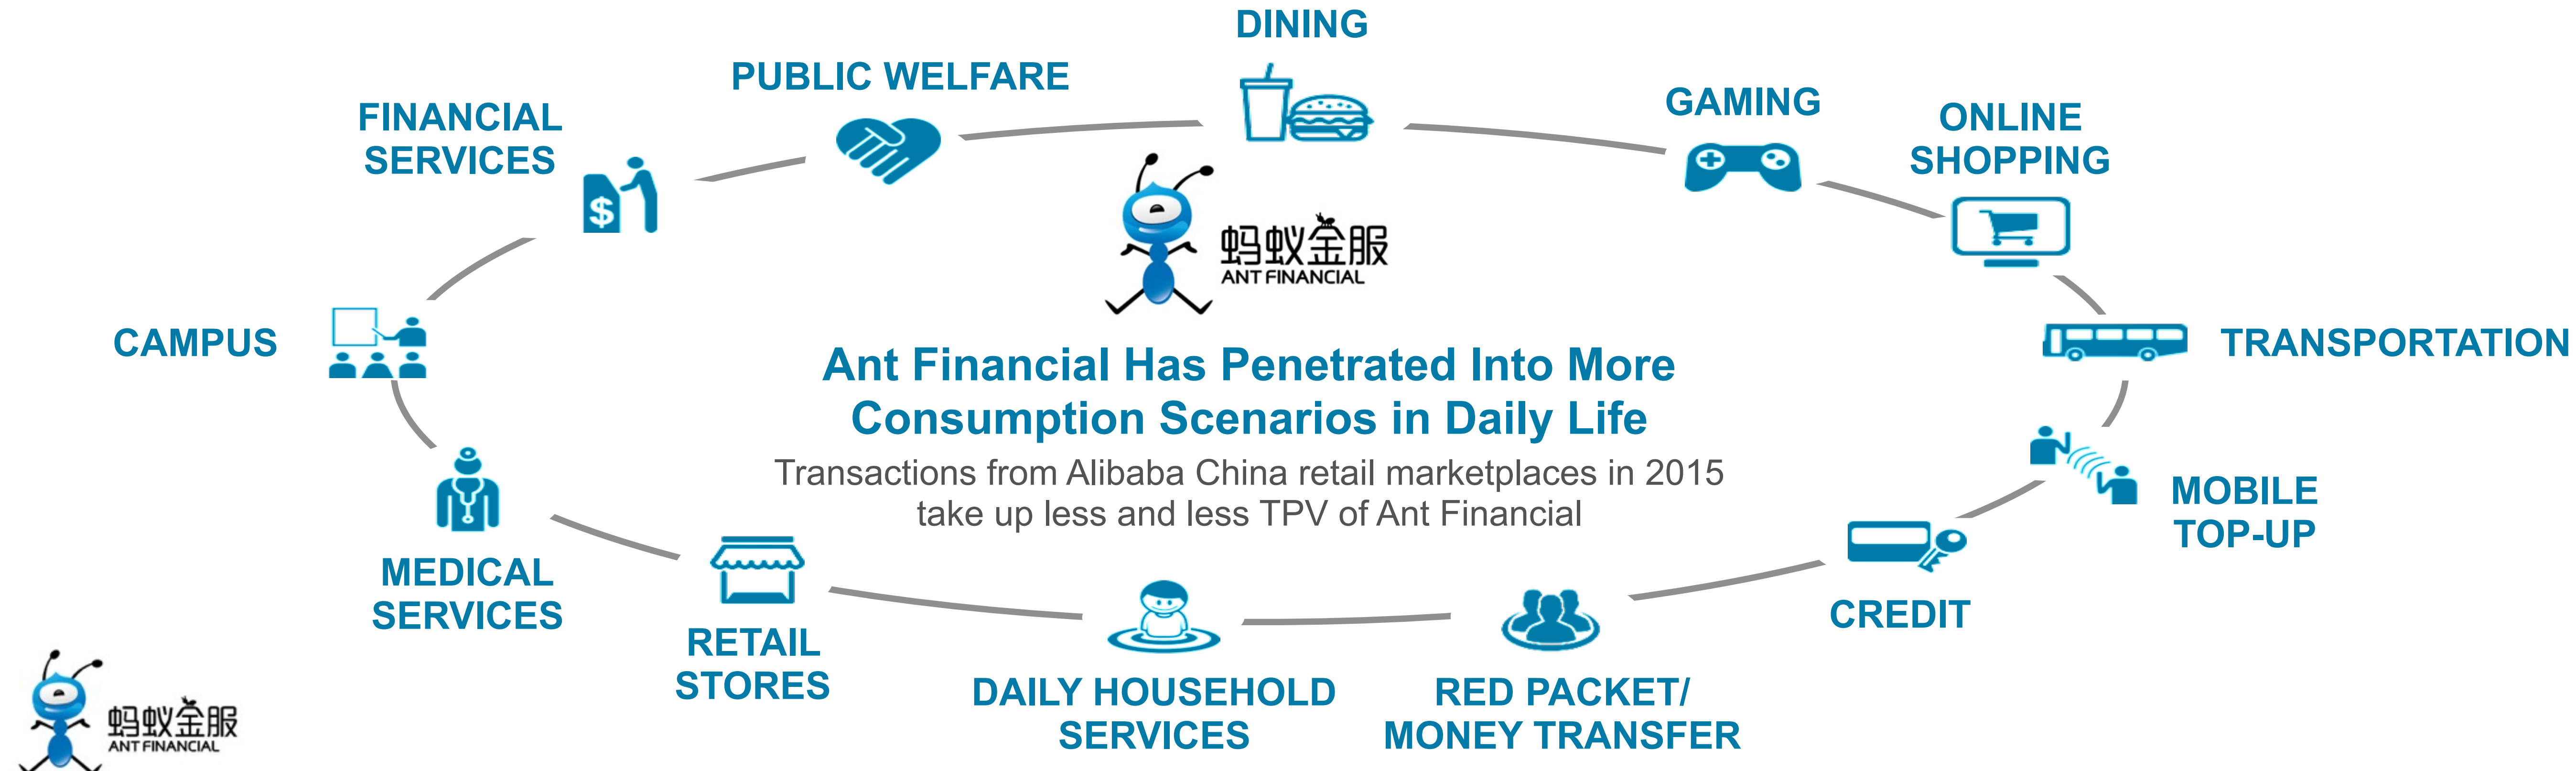 DINING
PUBLIC WELFARE
GAMING
FINANCIAL
SERVICES
ONLINE
SHOPPING
$
蚂蚁金服
ANT FINANCIAL
CAMPUS
TRANSPORTATION
Ant Financial Has Penetrated Into More
Consumption Scenarios in Daily Life
Transactions from Alibaba China retail marketplaces in 2015
take up less and less TPV of Ant Financial
MOBILE
TOP-UP
MEDICAL
SERVICES
CREDIT
RETAIL
STORES
DAILY HOUSEHOLD
SERVICES
RED PACKET/
MONEY TRANSFER
蚂蚁金服
ANT FINANCIAL